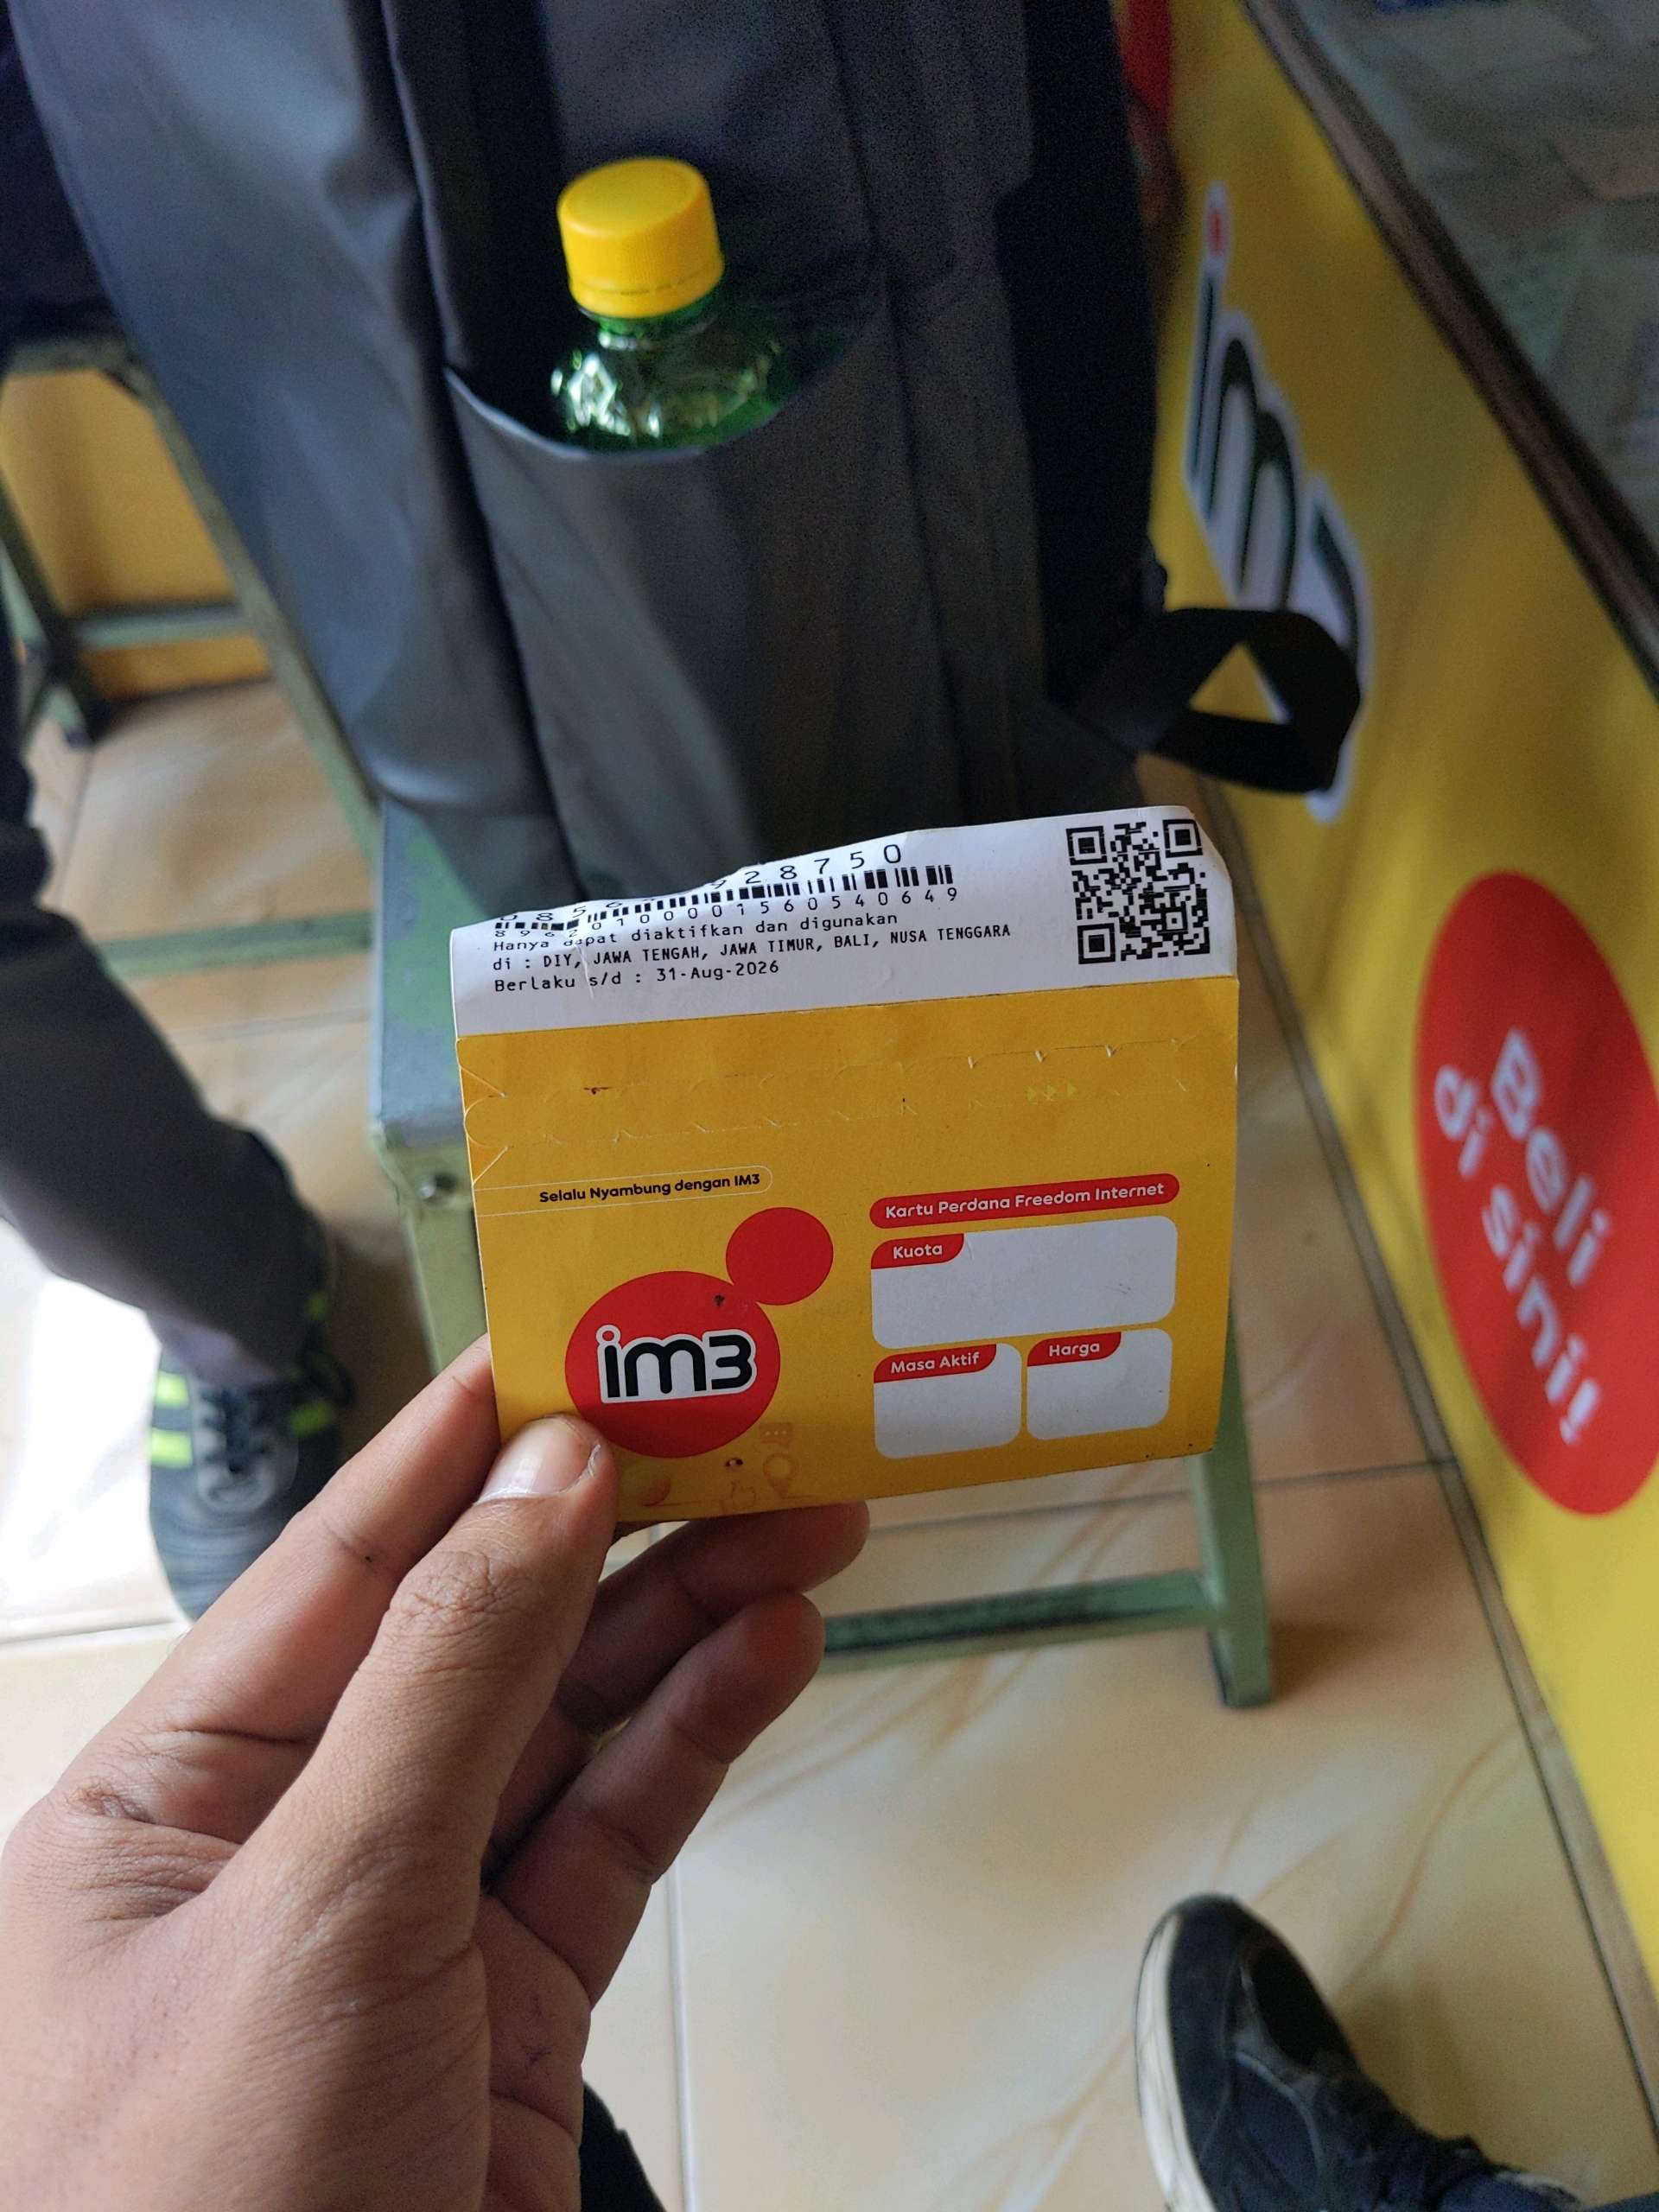 928750
89620100001560540649
Hanya dapat diaktifkan dan digunakan
di : DIY, JAWA TENGAH, JAWA TIMUR, BALI, NUSA TENGGARA
Berlaku s/d : 31-Aug-2026
Selalu Nyambung dengan IM3
Kartu Perdana Freedom Internet
Kuota
Masa Aktif
Harga
im3
im3
Beli
di sini!